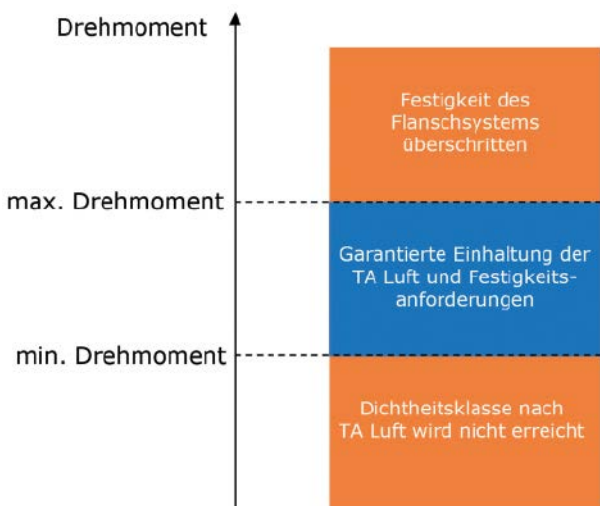 Drehmoment
Festigkeit des
Flanschsystems
überschritten
max. Drehmoment
Garantierte Einhaltung der
TA Luft und Festigkeits-
anforderungen
min. Drehmoment
Dichtheitsklasse nach
TA Luft wird nicht erreicht